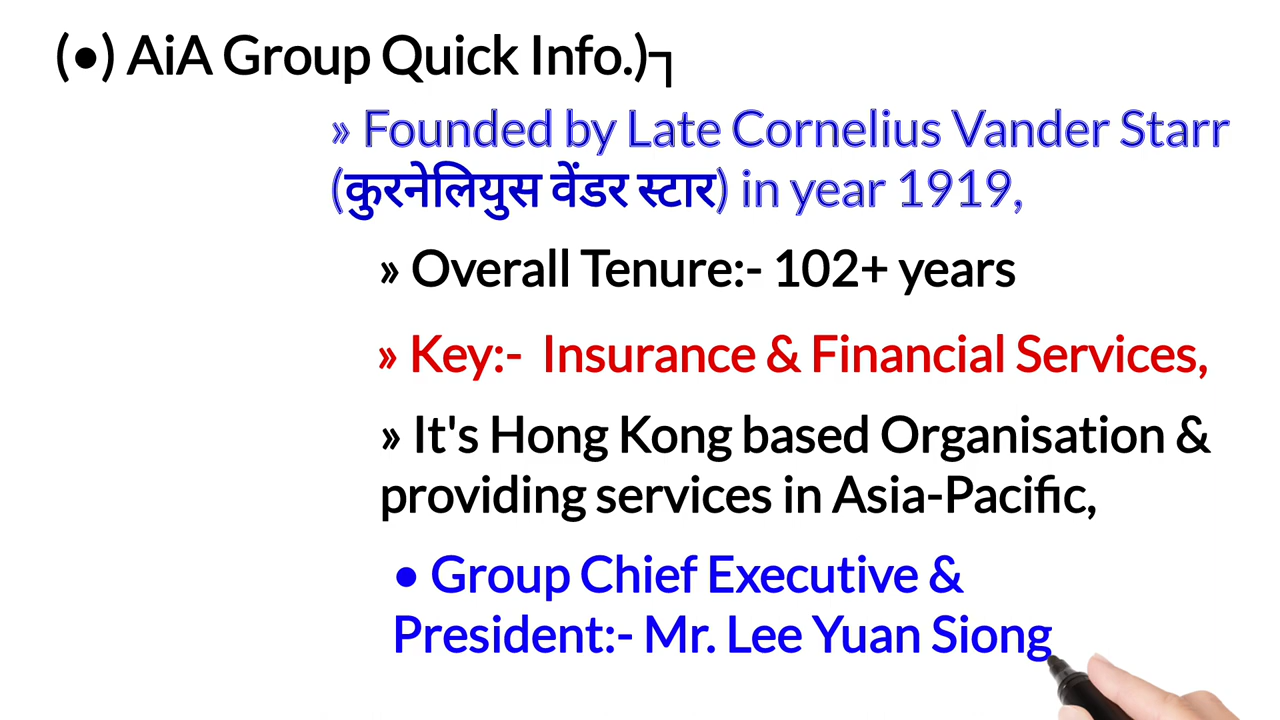 (•) AiA Group Quick Info.)┐
» Founded by Late Cornelius Vander Starr
(कुरनेलियुस वेंडर स्टार) in year 1919,
» Overall Tenure:- 102+ years
» Key:- Insurance & Financial Services,
» It's Hong Kong based Organisation &
providing services in Asia-Pacific,
• Group Chief Executive &
President:- Mr. Lee Yuan Siong